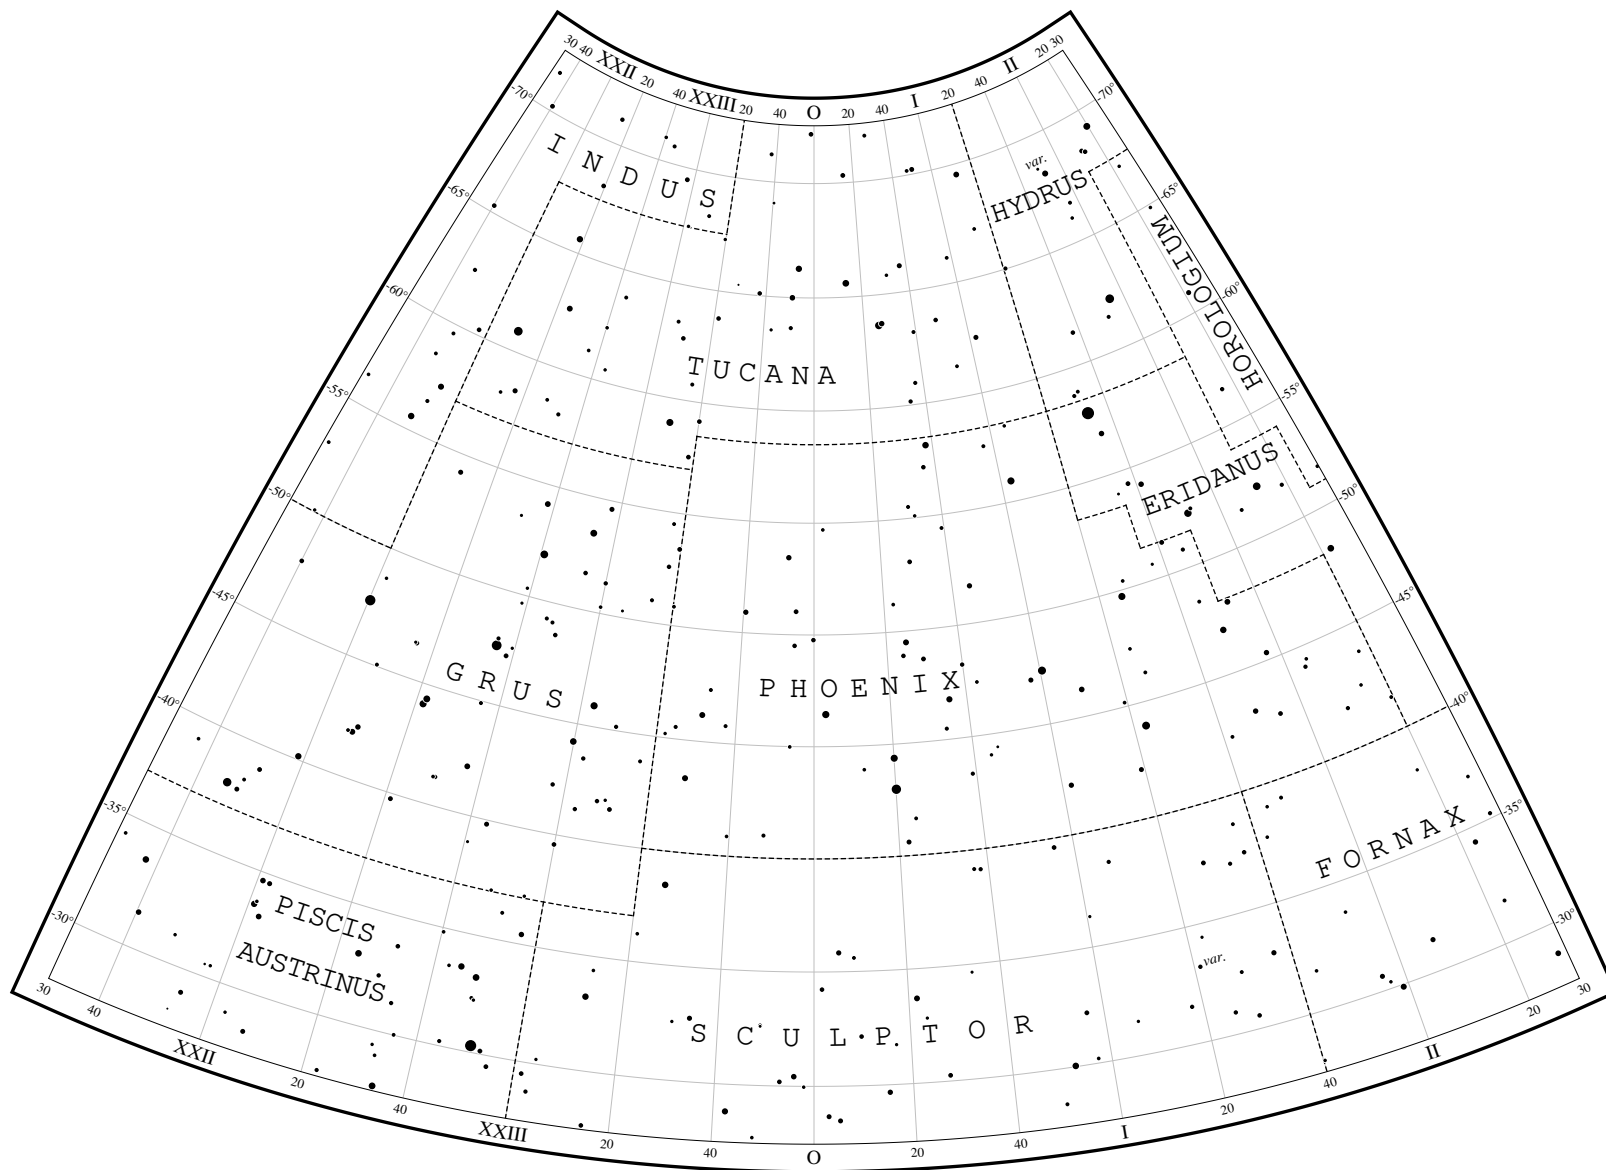 30 40 XXII 20 40 XXIII 20 40 O 20 40 I 20 40 II 20 30
-70° -70°
INDUS
var.
HYDRUS
-65° -65°
HOROLOGIUM
-60° -60°
TUCANA
-55° -55°
ERIDANUS
-50° -50°
-45° -45°
GRUS
PHOENIX
-40° -40°
-35° -35°
FORNAX
PISCIS
AUSTRINUS
-30° -30°
var.
SCULPTOR
30 40 XXII 20 40 XXIII 20 40 O 20 40 I 20 40 II 20 30